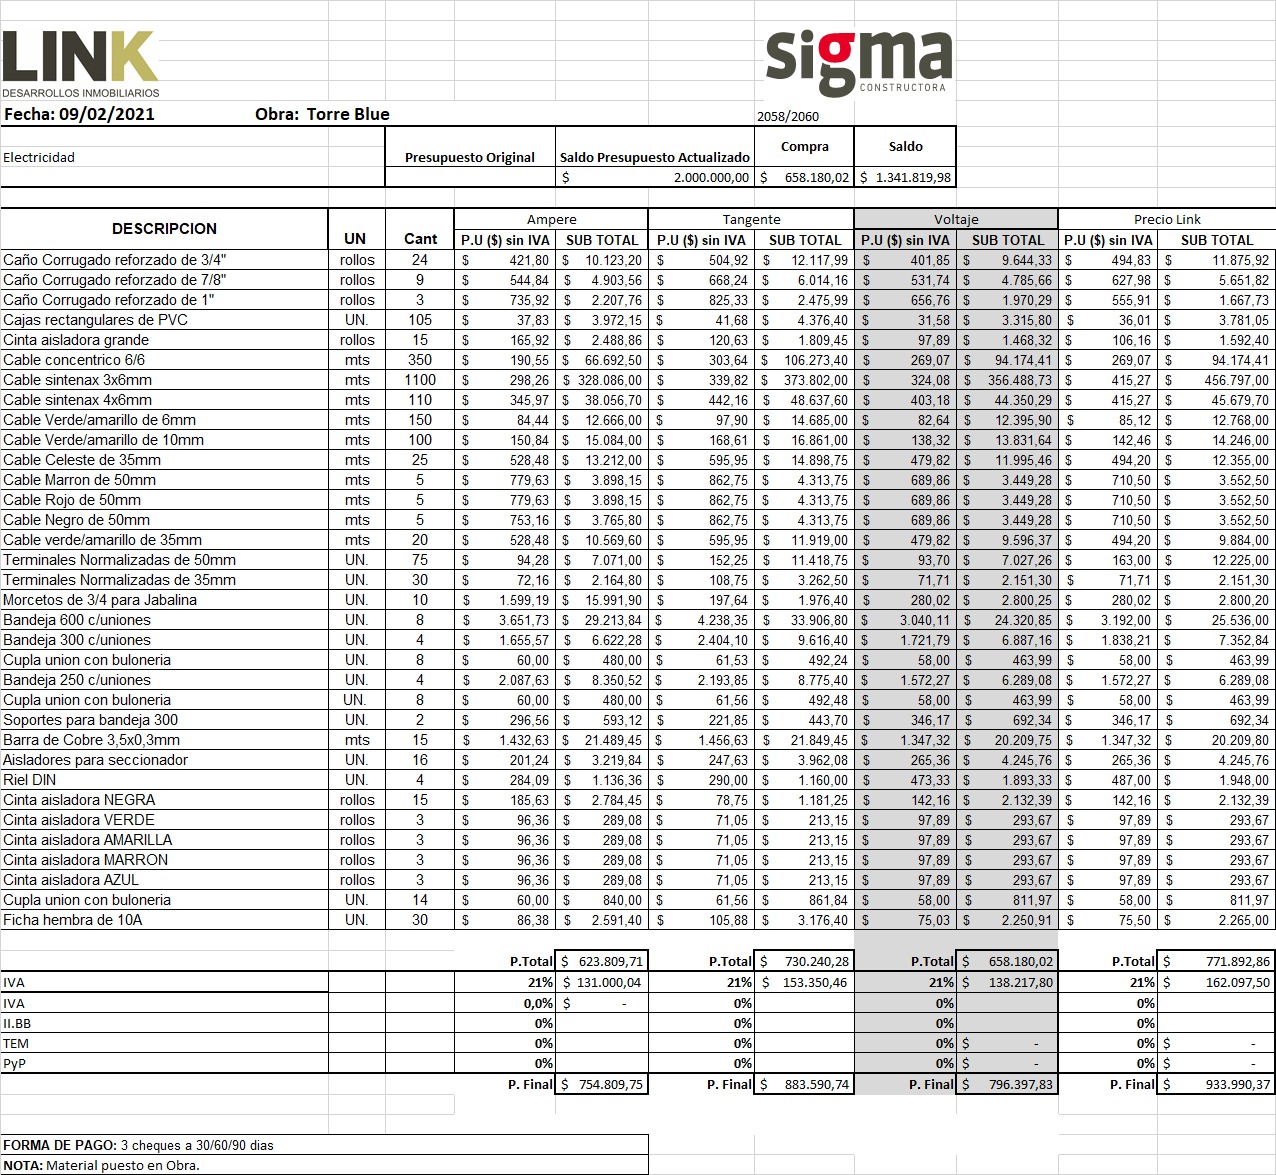 LINK
DESARROLLOS INMOBILIARIOS
sigma
CONSTRUCTORA
Fecha: 09/02/2021 Obra: Torre Blue 2058/2060
Electricidad Presupuesto Original Saldo Presupuesto Actualizado Compra Saldo
$ 2.000.000,00 $ 658.180,02 $ 1.341.819,98
DESCRIPCION UN Cant Ampere Tangente Voltaje Precio Link
P.U ($) sin IVA SUB TOTAL P.U ($) sin IVA SUB TOTAL P.U ($) sin IVA SUB TOTAL P.U ($) sin IVA SUB TOTAL
Caño Corrugado reforzado de 3/4" rollos 24 $ 421,80 $ 10.123,20 $ 504,92 $ 12.117,99 $ 401,85 $ 9.644,33 $ 494,83 $ 11.875,92
Caño Corrugado reforzado de 7/8" rollos 9 $ 544,84 $ 4.903,56 $ 668,24 $ 6.014,16 $ 531,74 $ 4.785,66 $ 627,98 $ 5.651,82
Caño Corrugado reforzado de 1" rollos 3 $ 735,92 $ 2.207,76 $ 825,33 $ 2.475,99 $ 656,76 $ 1.970,29 $ 555,91 $ 1.667,73
Cajas rectangulares de PVC UN. 105 $ 37,83 $ 3.972,15 $ 41,68 $ 4.376,40 $ 31,58 $ 3.315,80 $ 36,01 $ 3.781,05
Cinta aisladora grande rollos 15 $ 165,92 $ 2.488,86 $ 120,63 $ 1.809,45 $ 97,89 $ 1.468,32 $ 106,16 $ 1.592,40
Cable concentrico 6/6 mts 350 $ 190,55 $ 66.692,50 $ 303,64 $ 106.273,40 $ 269,07 $ 94.174,41 $ 269,07 $ 94.174,41
Cable sintenax 3x6mm mts 1100 $ 298,26 $ 328.086,00 $ 339,82 $ 373.802,00 $ 324,08 $ 356.488,73 $ 415,27 $ 456.797,00
Cable sintenax 4x6mm mts 110 $ 345,97 $ 38.056,70 $ 442,16 $ 48.637,60 $ 403,18 $ 44.350,29 $ 415,27 $ 45.679,70
Cable Verde/amarillo de 6mm mts 150 $ 84,44 $ 12.666,00 $ 97,90 $ 14.685,00 $ 82,64 $ 12.395,90 $ 85,12 $ 12.768,00
Cable Verde/amarillo de 10mm mts 100 $ 150,84 $ 15.084,00 $ 168,61 $ 16.861,00 $ 138,32 $ 13.831,64 $ 142,46 $ 14.246,00
Cable Celeste de 35mm mts 25 $ 528,48 $ 13.212,00 $ 595,95 $ 14.898,75 $ 479,82 $ 11.995,46 $ 494,20 $ 12.355,00
Cable Marron de 50mm mts 5 $ 779,63 $ 3.898,15 $ 862,75 $ 4.313,75 $ 689,86 $ 3.449,28 $ 710,50 $ 3.552,50
Cable Rojo de 50mm mts 5 $ 779,63 $ 3.898,15 $ 862,75 $ 4.313,75 $ 689,86 $ 3.449,28 $ 710,50 $ 3.552,50
Cable Negro de 50mm mts 5 $ 753,16 $ 3.765,80 $ 862,75 $ 4.313,75 $ 689,86 $ 3.449,28 $ 710,50 $ 3.552,50
Cable verde/amarillo de 35mm mts 20 $ 528,48 $ 10.569,60 $ 595,95 $ 11.919,00 $ 479,82 $ 9.596,37 $ 494,20 $ 9.884,00
Terminales Normalizadas de 50mm UN. 75 $ 94,28 $ 7.071,00 $ 152,25 $ 11.418,75 $ 93,70 $ 7.027,26 $ 163,00 $ 12.225,00
Terminales Normalizadas de 35mm UN. 30 $ 72,16 $ 2.164,80 $ 108,75 $ 3.262,50 $ 71,71 $ 2.151,30 $ 71,71 $ 2.151,30
Morcetos de 3/4 para Jabalina UN. 10 $ 1.599,19 $ 15.991,90 $ 197,64 $ 1.976,40 $ 280,02 $ 2.800,25 $ 280,02 $ 2.800,20
Bandeja 600 c/uniones UN. 8 $ 3.651,73 $ 29.213,84 $ 4.238,35 $ 33.906,80 $ 3.040,11 $ 24.320,85 $ 3.192,00 $ 25.536,00
Bandeja 300 c/uniones UN. 4 $ 1.655,57 $ 6.622,28 $ 2.404,10 $ 9.616,40 $ 1.721,79 $ 6.887,16 $ 1.838,21 $ 7.352,84
Cupla union con buloneria UN. 8 $ 60,00 $ 480,00 $ 61,53 $ 492,24 $ 58,00 $ 463,99 $ 58,00 $ 463,99
Bandeja 250 c/uniones UN. 4 $ 2.087,63 $ 8.350,52 $ 2.193,85 $ 8.775,40 $ 1.572,27 $ 6.289,08 $ 1.572,27 $ 6.289,08
Cupla union con buloneria UN. 8 $ 60,00 $ 480,00 $ 61,56 $ 492,48 $ 58,00 $ 463,99 $ 58,00 $ 463,99
Soportes para bandeja 300 UN. 2 $ 296,56 $ 593,12 $ 221,85 $ 443,70 $ 346,17 $ 692,34 $ 346,17 $ 692,34
Barra de Cobre 3,5x0,3mm mts 15 $ 1.432,63 $ 21.489,45 $ 1.456,63 $ 21.849,45 $ 1.347,32 $ 20.209,75 $ 1.347,32 $ 20.209,80
Aisladores para seccionador UN. 16 $ 201,24 $ 3.219,84 $ 247,63 $ 3.962,08 $ 265,36 $ 4.245,76 $ 265,36 $ 4.245,76
Riel DIN UN. 4 $ 284,09 $ 1.136,36 $ 290,00 $ 1.160,00 $ 473,33 $ 1.893,33 $ 487,00 $ 1.948,00
Cinta aisladora NEGRA rollos 15 $ 185,63 $ 2.784,45 $ 78,75 $ 1.181,25 $ 142,16 $ 2.132,39 $ 142,16 $ 2.132,39
Cinta aisladora VERDE rollos 3 $ 96,36 $ 289,08 $ 71,05 $ 213,15 $ 97,89 $ 293,67 $ 97,89 $ 293,67
Cinta aisladora AMARILLA rollos 3 $ 96,36 $ 289,08 $ 71,05 $ 213,15 $ 97,89 $ 293,67 $ 97,89 $ 293,67
Cinta aisladora MARRON rollos 3 $ 96,36 $ 289,08 $ 71,05 $ 213,15 $ 97,89 $ 293,67 $ 97,89 $ 293,67
Cinta aisladora AZUL rollos 3 $ 96,36 $ 289,08 $ 71,05 $ 213,15 $ 97,89 $ 293,67 $ 97,89 $ 293,67
Cupla union con buloneria UN. 14 $ 60,00 $ 840,00 $ 61,56 $ 861,84 $ 58,00 $ 811,97 $ 58,00 $ 811,97
Ficha hembra de 10A UN. 30 $ 86,38 $ 2.591,40 $ 105,88 $ 3.176,40 $ 75,03 $ 2.250,91 $ 75,50 $ 2.265,00
P.Total $ 623.809,71 P.Total $ 730.240,28 P.Total $ 658.180,02 P.Total $ 771.892,86
IVA 21% $ 131.000,04 21% $ 153.350,46 21% $ 138.217,80 21% $ 162.097,50
IVA 0,0% $ - 0% 0% 0%
II.BB 0% 0% 0% 0%
TEM 0% 0% 0% $ - 0% $ -
PyP 0% 0% 0% $ - 0% $ -
P. Final $ 754.809,75 P. Final $ 883.590,74 P. Final $ 796.397,83 P. Final $ 933.990,37
FORMA DE PAGO: 3 cheques a 30/60/90 dias
NOTA: Material puesto en Obra.